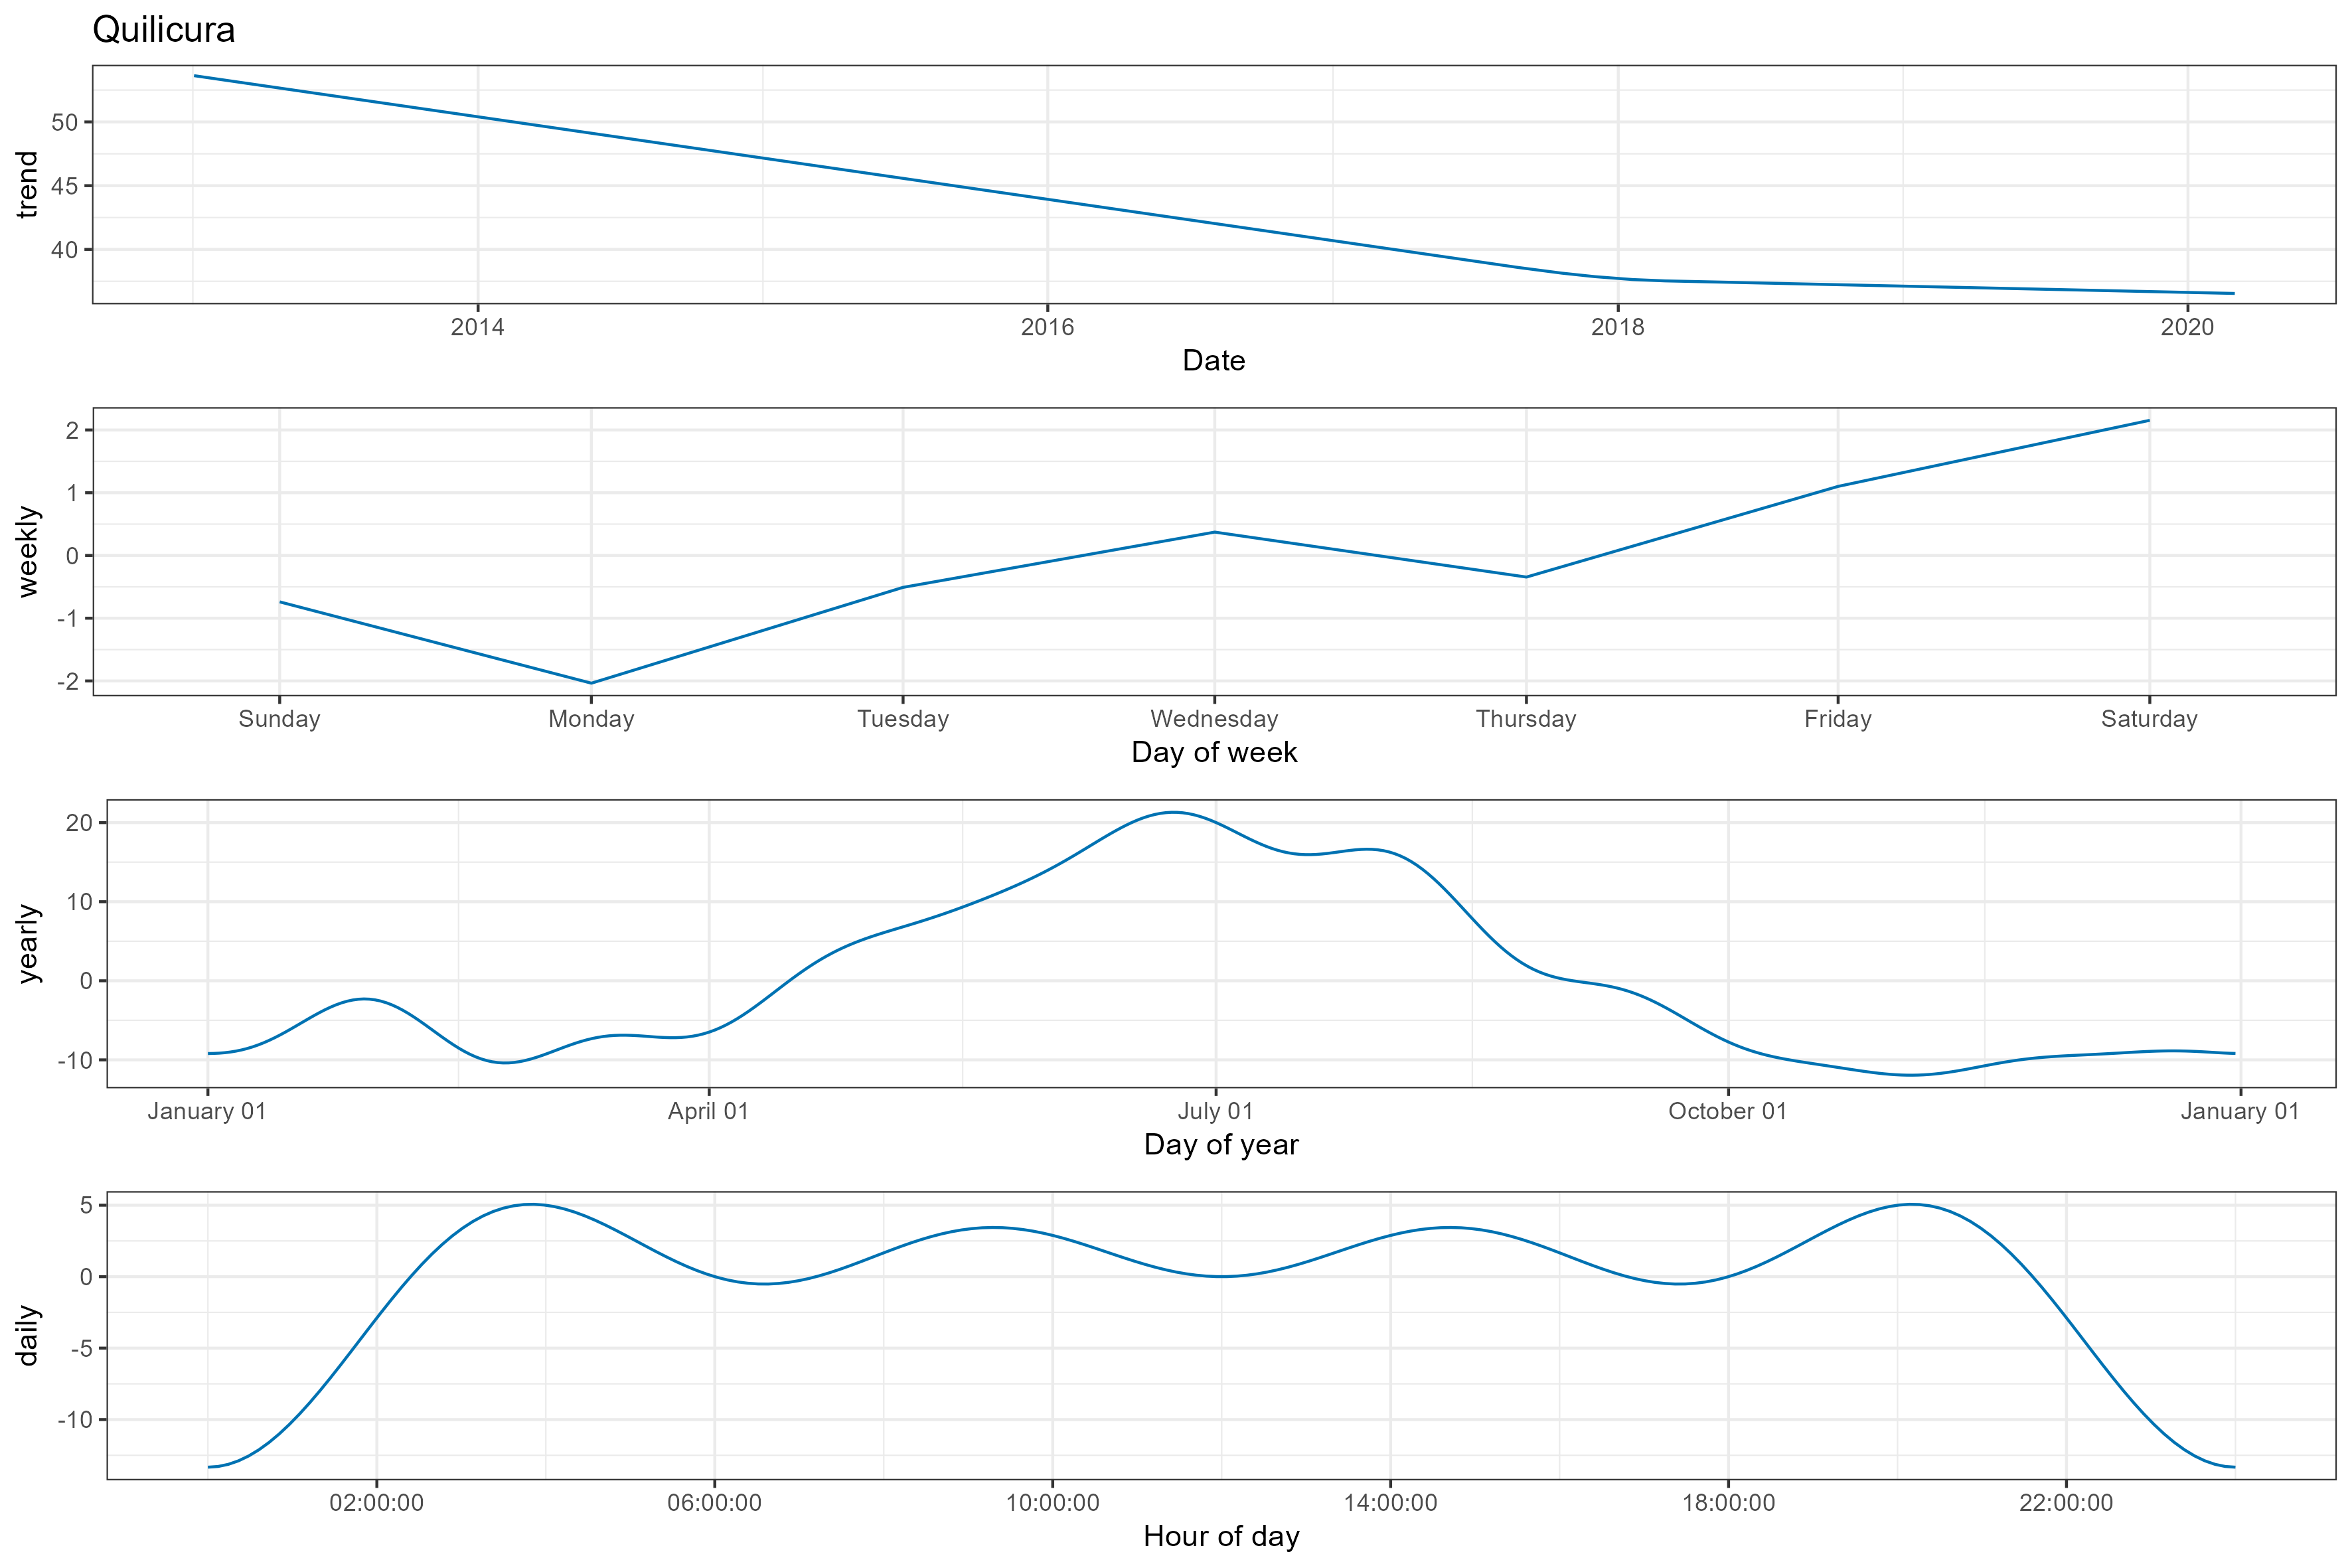 Quilicura
50
45
40
trend
2014 2016 2018 2020
Date
2
1
0
-1
-2
weekly
Sunday Monday Tuesday Wednesday Thursday Friday Saturday
Day of week
20
10
0
-10
yearly
January 01 April 01 July 01 October 01 January 01
Day of year
5
0
-5
-10
daily
02:00:00 06:00:00 10:00:00 14:00:00 18:00:00 22:00:00
Hour of day